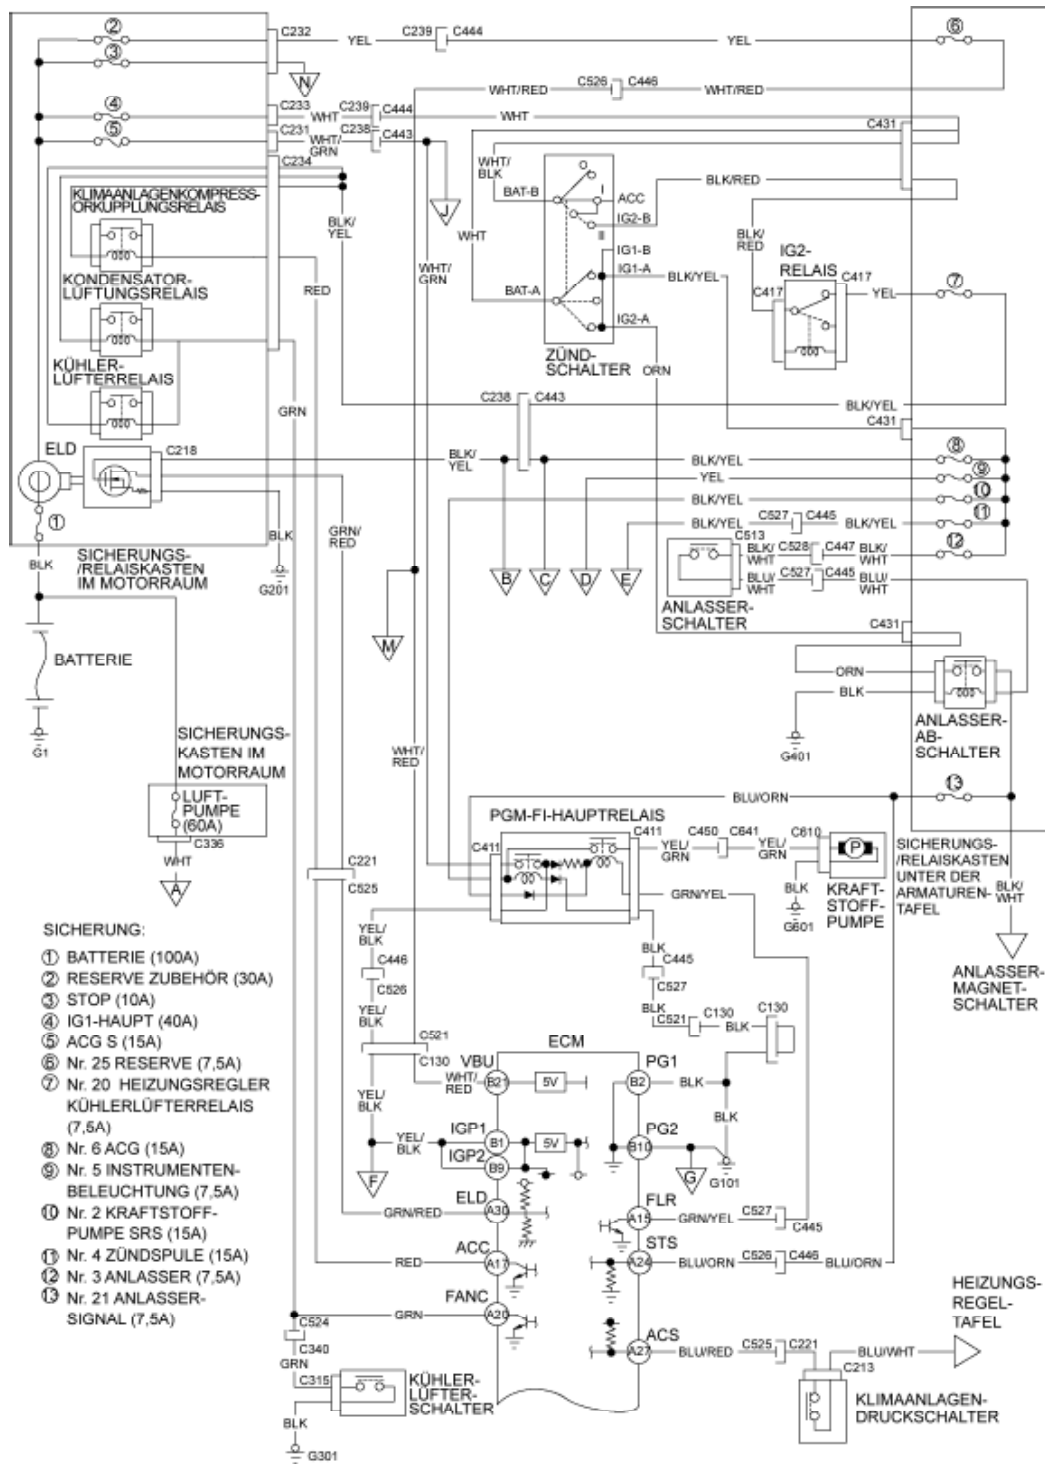 ② C232 YEL C239 C444 YEL ⑥
③
N
C526 C446
WHT/RED WHT/RED
④ C233 WHT C239 C444 WHT
⑤ C231 WHT/GRN C238 C443
C431
C234
WHT/BLK
BAT-B
I
ACC
IG2-B
II
BLK/RED
J
KLIMAANLAGENKOMPRESS-
ORKUPPLUNGSRELAIS
BLK/YEL
WHT
IG1-B
IG1-A
BLK/YEL
BLK/RED
IG2-
RELAIS
C417
C417
YEL ⑦
WHT/GRN
BAT-A
IG2-A
KONDENSATOR-
LÜFTUNGSRELAIS
RED
ZÜND-
SCHALTER
ORN
KÜHLER-
LÜFTERRELAIS
GRN
C238 C443
BLK/YEL
C431
ELD
C218
BLK/YEL
BLK/YEL ⑧
YEL ⑨
BLK/YEL ⑩
①
GRN/RED
BLK/YEL C527 C445 BLK/YEL ⑪
C513
BLK/WHT C528 C447 BLK/WHT ⑫
BLU/WHT C527 C445 BLU/WHT
BLK
SICHERUNGS-
/RELAISKASTEN
IM MOTORRAUM
BLK
G201
B C D E
ANLASSER-
SCHALTER
C431
M
BATTERIE
ORN
BLK
G1
G401
ANLASSER-
AB-
SCHALTER
SICHERUNGS-
KASTEN IM
MOTORRAUM
WHT/RED
LUFT-
PUMPE
(60A)
C336
WHT
A
BLU/ORN ⑬
PGM-FI-HAUPTRELAIS
C411
C411
YEL/GRN C450 C641 YEL/GRN C610
P
GRN/YEL
BLK
G601
KRAFT-
STOFF-
PUMPE
SICHERUNGS-
/RELAISKASTEN
UNTER DER
ARMATUREN-
TAFEL
BLK/WHT
ANLASSER-
MAGNET-
SCHALTER
C221
C525
YEL/BLK
C446
C526
YEL/BLK
C521
C130
YEL/BLK
BLK
C445
C527
BLK
C521 C130 BLK C130
SICHERUNG:
① BATTERIE (100A)
② RESERVE ZUBEHÖR (30A)
③ STOP (10A)
④ IG1-HAUPT (40A)
⑤ ACG S (15A)
⑥ Nr. 25 RESERVE (7,5A)
⑦ Nr. 20 HEIZUNGSREGLER
KÜHLERLÜFTERRELAIS
(7,5A)
⑧ Nr. 6 ACG (15A)
⑨ Nr. 5 INSTRUMENTEN-
BELEUCHTUNG (7,5A)
⑩ Nr. 2 KRAFTSTOFF-
PUMPE SRS (15A)
⑪ Nr. 4 ZÜNDSPULE (15A)
⑫ Nr. 3 ANLASSER (7,5A)
⑬ Nr. 21 ANLASSER-
SIGNAL (7,5A)
ECM
VBU
WHT/RED B21 5V
PG1
B2 BLK
BLK
IGP1
YEL/BLK B1 5V
IGP2
B9
PG2
B10
F
G
G101
ELD
GRN/RED A30
FLR
A15 GRN/YEL C527
C445
ACC
RED A17
STS
A24 BLU/ORN C526 C446 BLU/ORN
FANC
GRN A20
ACS
A27 BLU/RED C525 C221 BLU/WHT
C213
HEIZUNGS-
REGEL-
TAFEL
KLIMAANLAGEN-
DRUCKSCHALTER
C524
C340
GRN
C315
BLK
KÜHLER-
LÜFTER-
SCHALTER
G301